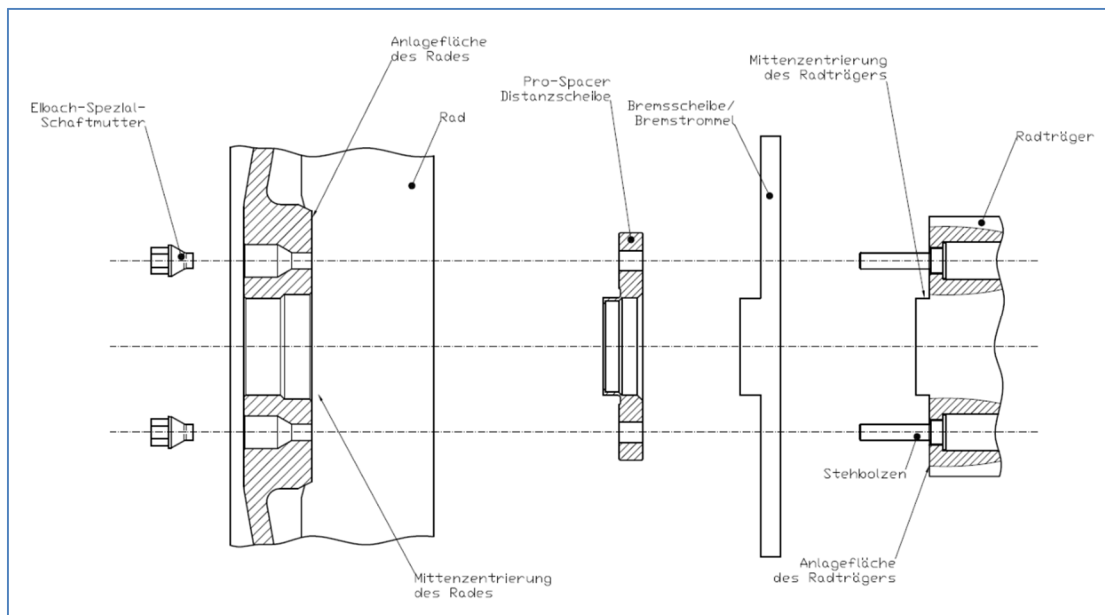 Anlagefläche
des Rades
Mittenzentrierung
des Radträgers
Pro-Spacer
Distanzscheibe
Eibach-Spezial-
Schaftmutter
Bremsscheibe/
Bremstrommel
Rad
Radträger
Stehbolzen
Mittenzentrierung
des Rades
Anlagefläche
des Radträgers